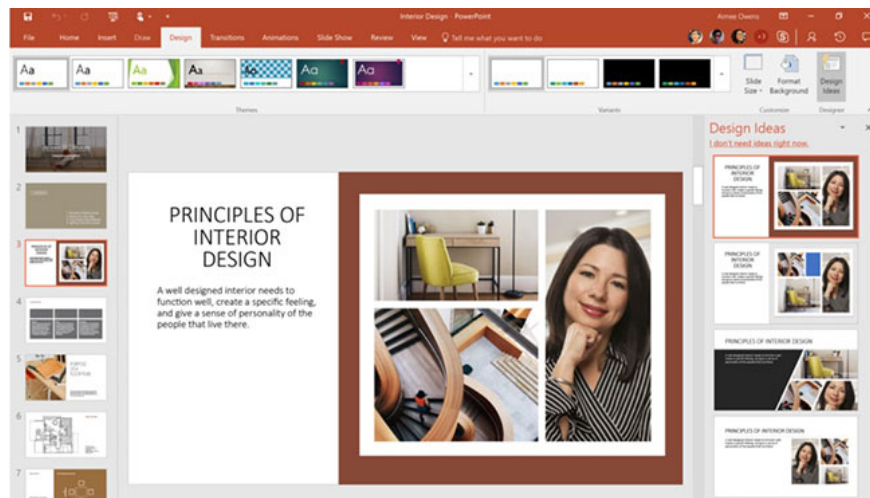 Interior Design - PowerPoint
Aimee Owens
File Home Insert Draw Design Transitions Animations Slide Show Review View Tell me what you want to do
Aa Aa Aa Aa Aa Aa Aa
Slide Size
Format Background
Design Ideas
Themes
Variants
Customize
Designer
1
2
3
4
5
6
7
PRINCIPLES OF
INTERIOR
DESIGN
A well designed interior needs to
function well, create a specific feeling,
and give a sense of personality of the
people that live there.
Design Ideas
I don't need ideas right now.
PRINCIPLES OF
INTERIOR
DESIGN
PRINCIPLES OF
INTERIOR
DESIGN
PRINCIPLES OF INTERIOR DESIGN
PRINCIPLES OF INTERIOR DESIGN